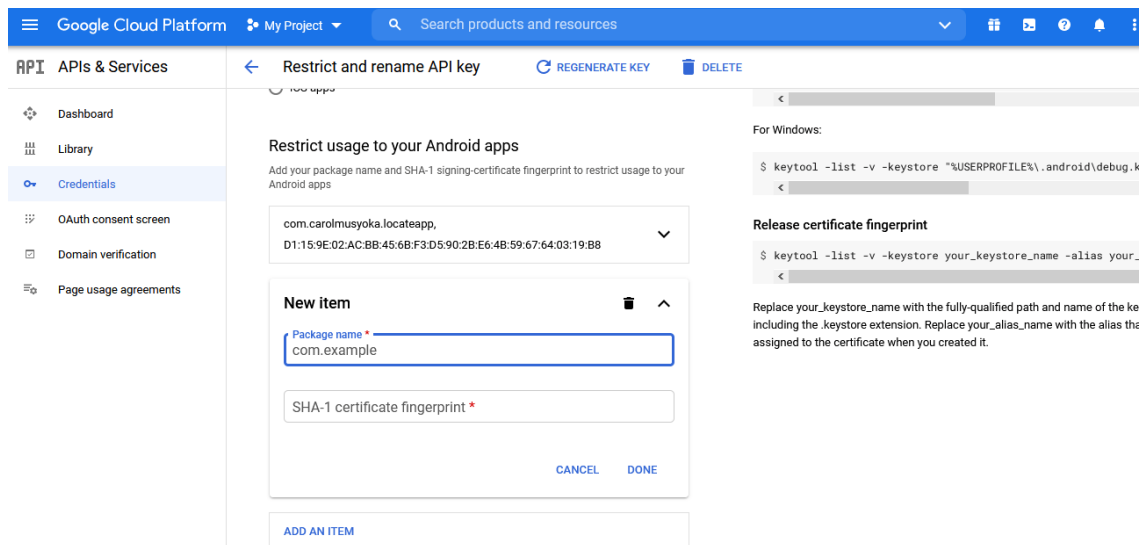 Google Cloud Platform
My Project
Search products and resources
API APIs & Services
Restrict and rename API key
REGENERATE KEY
DELETE
Dashboard
Library
Credentials
OAuth consent screen
Domain verification
Page usage agreements
iOS apps
Restrict usage to your Android apps
Add your package name and SHA-1 signing-certificate fingerprint to restrict usage to your
Android apps
com.carolmusyoka.locateapp,
D1:15:9E:02:AC:BB:45:6B:F3:D5:90:2B:E6:4B:59:67:64:03:19:B8
New item
Package name *
com.example
SHA-1 certificate fingerprint *
CANCEL
DONE
ADD AN ITEM
For Windows:
$ keytool -list -v -keystore "%USERPROFILE%\.android\debug.k
Release certificate fingerprint
$ keytool -list -v -keystore your_keystore_name -alias your_
Replace your_keystore_name with the fully-qualified path and name of the ke
including the .keystore extension. Replace your_alias_name with the alias tha
assigned to the certificate when you created it.